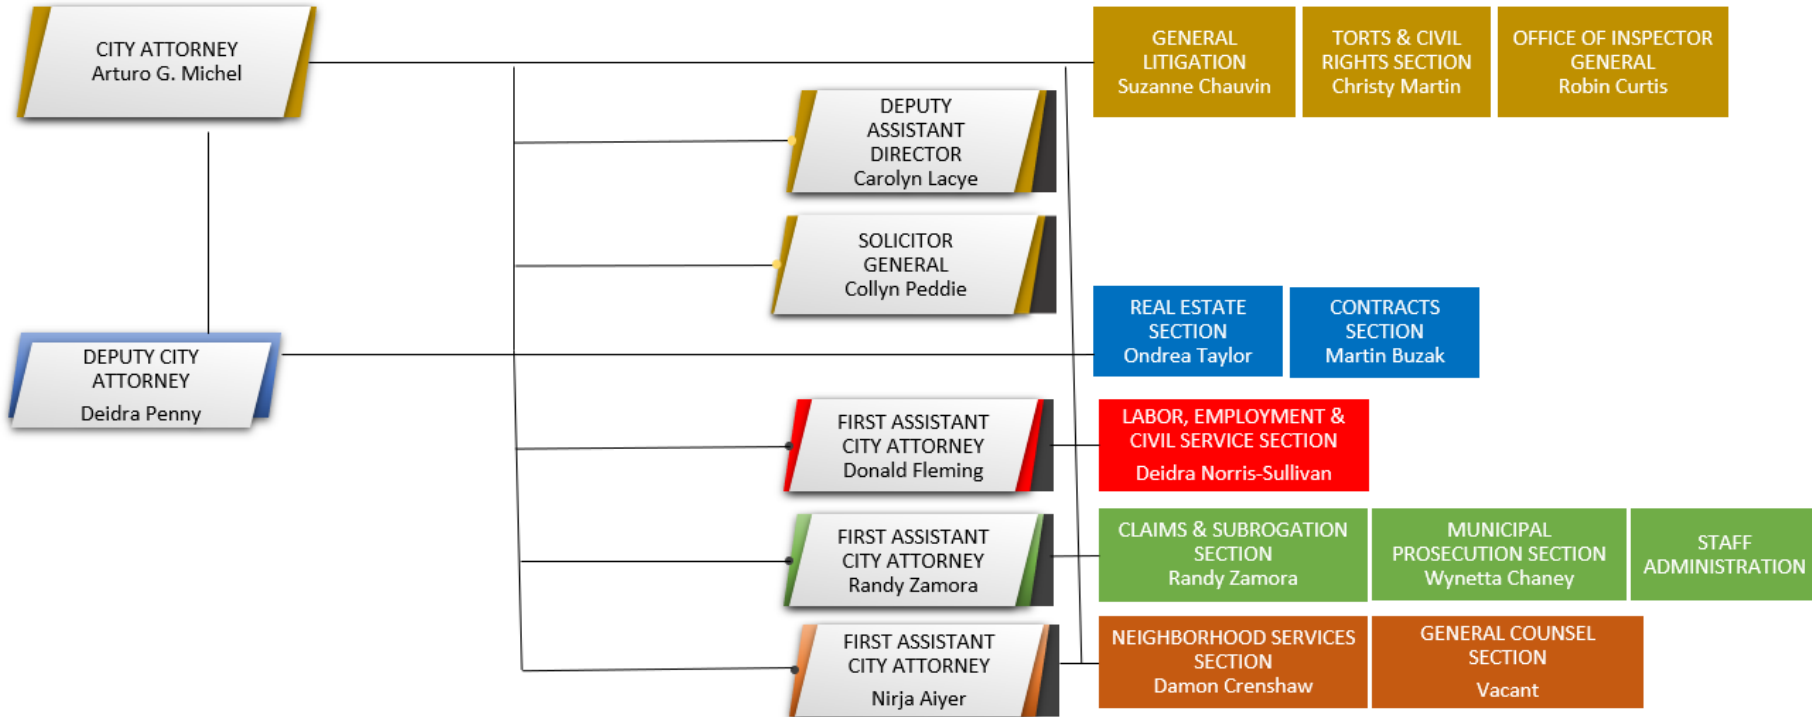 CITY ATTORNEY
Arturo G. Michel
GENERAL
LITIGATION
Suzanne Chauvin
TORTS & CIVIL
RIGHTS SECTION
Christy Martin
OFFICE OF INSPECTOR
GENERAL
Robin Curtis
DEPUTY
ASSISTANT
DIRECTOR
Carolyn Lacye
SOLICITOR
GENERAL
Collyn Peddie
DEPUTY CITY
ATTORNEY
Deidra Penny
REAL ESTATE
SECTION
Ondrea Taylor
CONTRACTS
SECTION
Martin Buzak
FIRST ASSISTANT
CITY ATTORNEY
Donald Fleming
LABOR, EMPLOYMENT &
CIVIL SERVICE SECTION
Deidra Norris-Sullivan
FIRST ASSISTANT
CITY ATTORNEY
Randy Zamora
CLAIMS & SUBROGATION
SECTION
Randy Zamora
MUNICIPAL
PROSECUTION SECTION
Wynetta Chaney
STAFF
ADMINISTRATION
FIRST ASSISTANT
CITY ATTORNEY
Nirja Aiyer
NEIGHBORHOOD SERVICES
SECTION
Damon Crenshaw
GENERAL COUNSEL
SECTION
Vacant